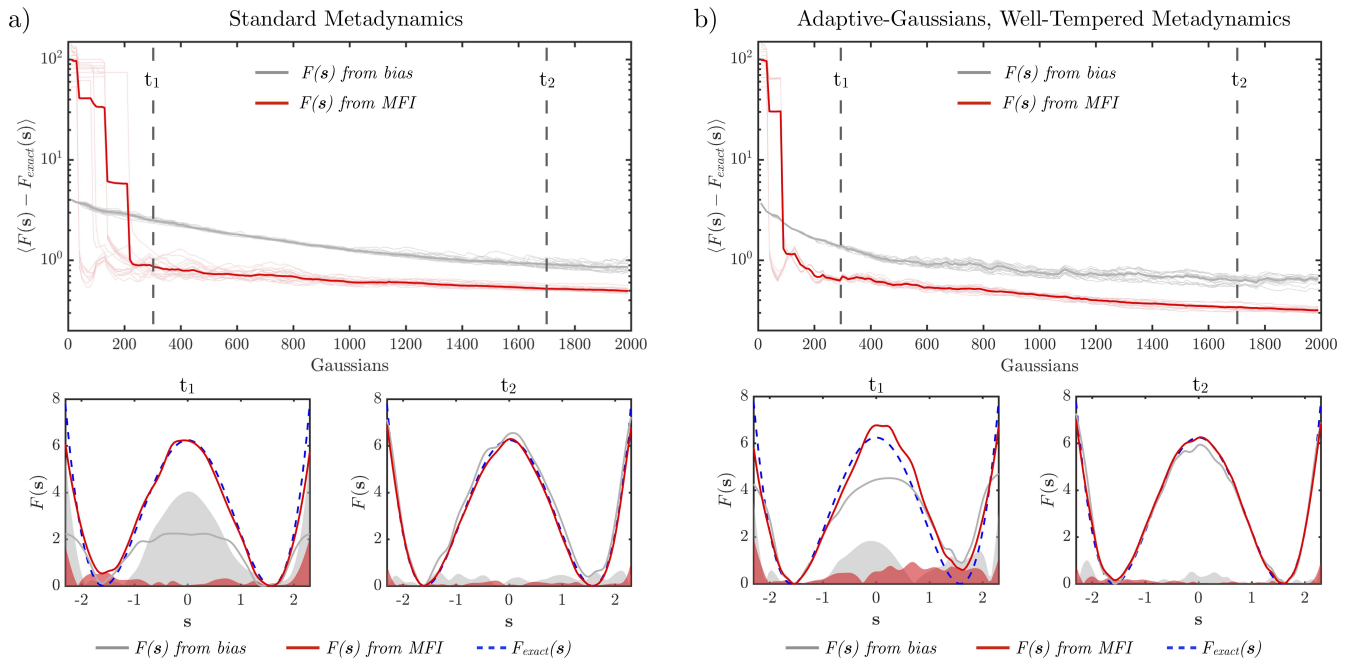 a)
Standard Metadynamics
⟨F(s) − F_exact(s)⟩
10²
10¹
10⁰
t₁
t₂
F(s) from bias
F(s) from MFI
0 200 400 600 800 1000 1200 1400 1600 1800 2000
Gaussians
t₁
F(s)
8
6
4
2
0
-2 -1 0 1 2
s
t₂
F(s)
8
6
4
2
0
-2 -1 0 1 2
s
F(s) from bias F(s) from MFI F_exact(s)
b)
Adaptive-Gaussians, Well-Tempered Metadynamics
⟨F(s) − F_exact(s)⟩
10²
10¹
10⁰
t₁
t₂
F(s) from bias
F(s) from MFI
0 200 400 600 800 1000 1200 1400 1600 1800 2000
Gaussians
t₁
F(s)
8
6
4
2
0
-2 -1 0 1 2
s
t₂
F(s)
8
6
4
2
0
-2 -1 0 1 2
s
F(s) from bias F(s) from MFI F_exact(s)